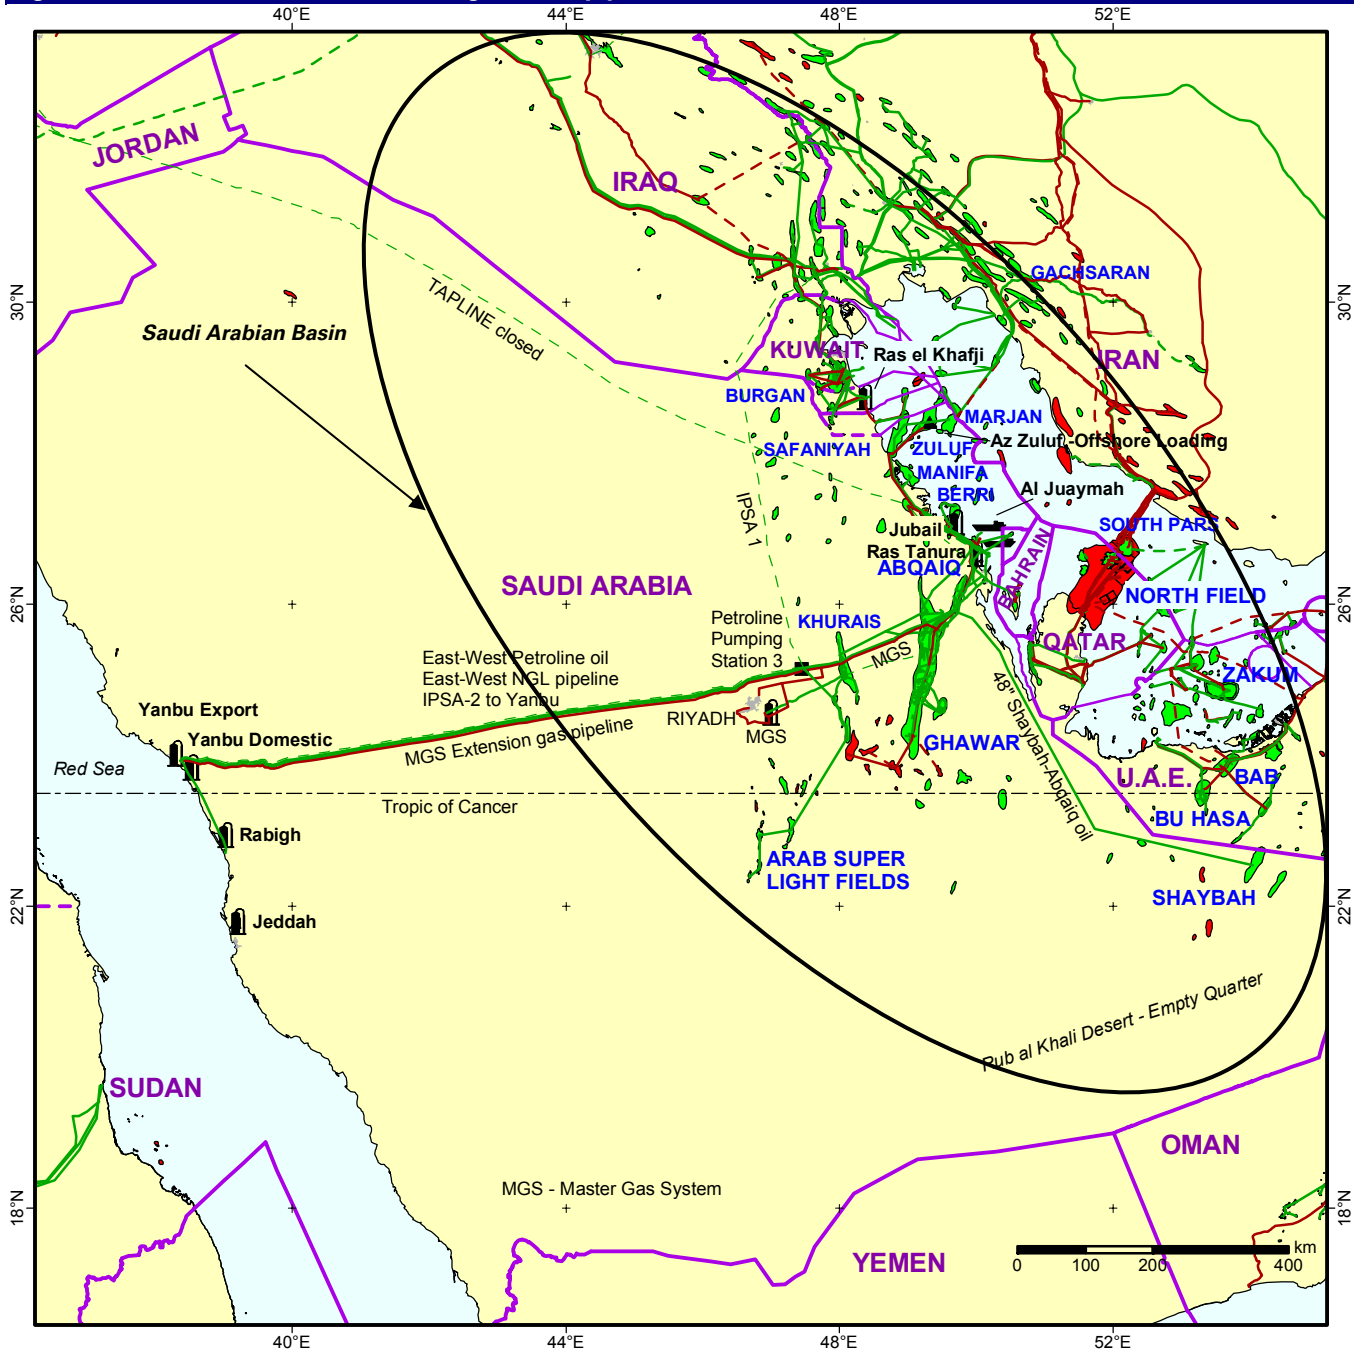 40°E
44°E
48°E
52°E
JORDAN
IRAQ
30°N
30°N
GACHSARAN
TAPLINE closed
Saudi Arabian Basin
KUWAIT
Ras el Khafji
IRAN
BURGAN
MARJAN
SAFANIYAH
ZULUF
Az Zuluf -Offshore Loading
MANIFA
BERRI
Al Juaymah
IPSA 1
Jubail
SOUTH PARS
Ras Tanura
ABQAIQ
BAHRAIN
SAUDI ARABIA
26°N
26°N
NORTH FIELD
Petroline
Pumping
Station 3
KHURAIS
QATAR
MGS
East-West Petroline oil
East-West NGL pipeline
IPSA-2 to Yanbu
ZAKUM
48" Shaybah-Abqaiq oil
Yanbu Export
RIYADH
MGS
Yanbu Domestic
MGS Extension gas pipeline
GHAWAR
Red Sea
U.A.E.
BAB
Tropic of Cancer
BU HASA
Rabigh
ARAB SUPER
LIGHT FIELDS
SHAYBAH
22°N
22°N
Jeddah
Rub al Khali Desert - Empty Quarter
SUDAN
OMAN
MGS - Master Gas System
18°N
18°N
YEMEN
km
0
100
200
400
40°E
44°E
48°E
52°E